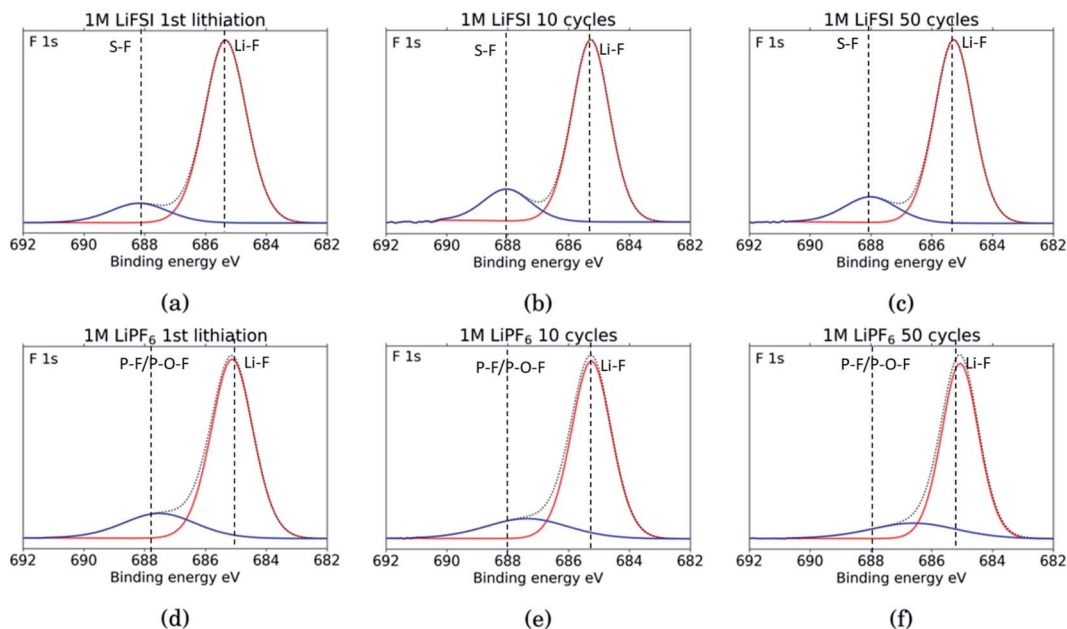 1M LiFSI 1st lithiation
F 1s
S-F
Li-F
692 690 688 686 684 682
Binding energy eV
(a)
1M LiFSI 10 cycles
F 1s
S-F
Li-F
692 690 688 686 684 682
Binding energy eV
(b)
1M LiFSI 50 cycles
F 1s
S-F
Li-F
692 690 688 686 684 682
Binding energy eV
(c)
1M LiPF₆ 1st lithiation
F 1s
P-F/P-O-F
Li-F
692 690 688 686 684 682
Binding energy eV
(d)
1M LiPF₆ 10 cycles
F 1s
P-F/P-O-F
Li-F
692 690 688 686 684 682
Binding energy eV
(e)
1M LiPF₆ 50 cycles
F 1s
P-F/P-O-F
Li-F
692 690 688 686 684 682
Binding energy eV
(f)